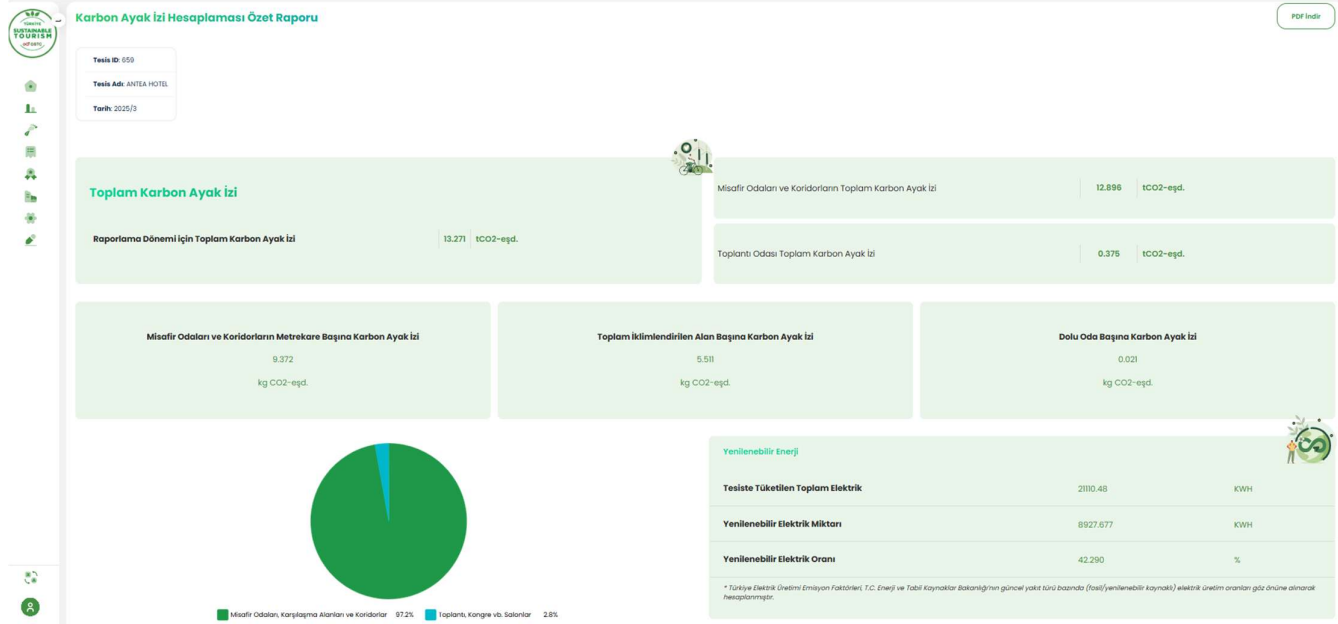 TÜRKİYE
SUSTAINABLE
TOURISM
Karbon Ayak İzi Hesaplaması Özet Raporu
PDF İndir
Tesis ID: 659
Tesis Adı: ANTEA HOTEL
Tarih: 2025/3
Toplam Karbon Ayak İzi
Raporlama Dönemi için Toplam Karbon Ayak İzi 13.271 tCO2-eşd.
Misafir Odaları ve Koridorların Toplam Karbon Ayak İzi 12.896 tCO2-eşd.
Toplantı Odası Toplam Karbon Ayak İzi 0.375 tCO2-eşd.
Misafir Odaları ve Koridorların Metrekare Başına Karbon Ayak İzi
9.372
kg CO2-eşd.
Toplam İklimlendirilen Alan Başına Karbon Ayak İzi
5.511
kg CO2-eşd.
Dolu Oda Başına Karbon Ayak İzi
0.021
kg CO2-eşd.
Misafir Odaları, Karşılaşma Alanları ve Koridorlar 97.2% Toplantı, Kongre vb. Salonlar 2.8%
Yenilenebilir Enerji
Tesiste Tüketilen Toplam Elektrik 21110.48 KWH
Yenilenebilir Elektrik Miktarı 8927.677 KWH
Yenilenebilir Elektrik Oranı 42.290 %
* Türkiye Elektrik Üretimi Emisyon Faktörleri, T.C. Enerji ve Tabii Kaynaklar Bakanlığı'nın güncel yakıt türü bazında (fosil/yenilenebilir kaynaklı) elektrik üretim oranları göz önüne alınarak
hesaplanmıştır.